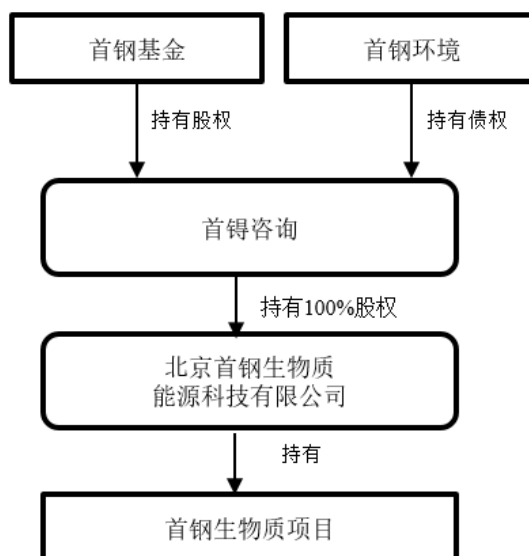 首钢基金
首钢环境
持有股权
持有债权
首锝咨询
持有100%股权
北京首钢生物质
能源科技有限公司
持有
首钢生物质项目